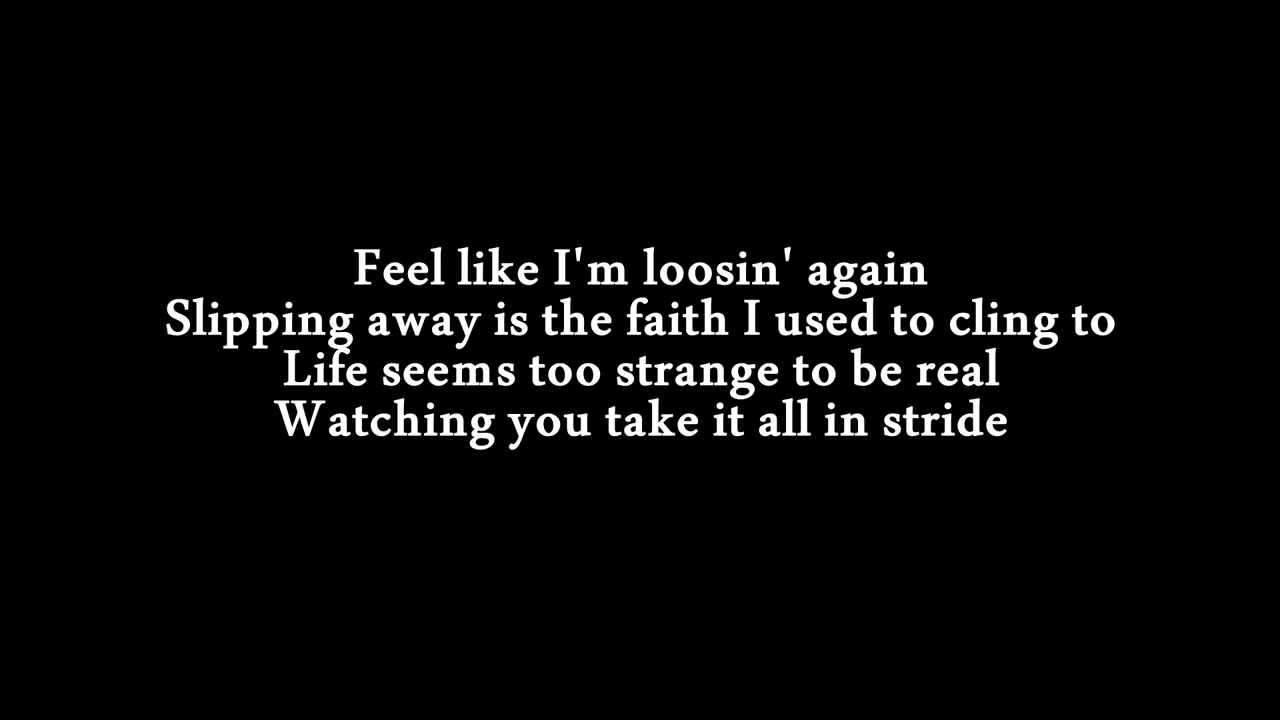 Feel like I'm loosin' again
Slipping away is the faith I used to cling to
Life seems too strange to be real
Watching you take it all in stride